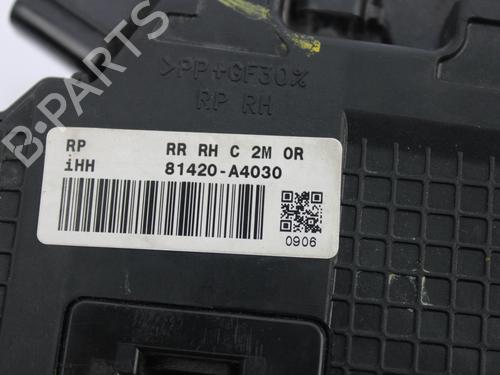 >PP+GF30%
RP RH
RP RR RH C 2M OR
iHH 81420-A4030
0906
B-PARTS